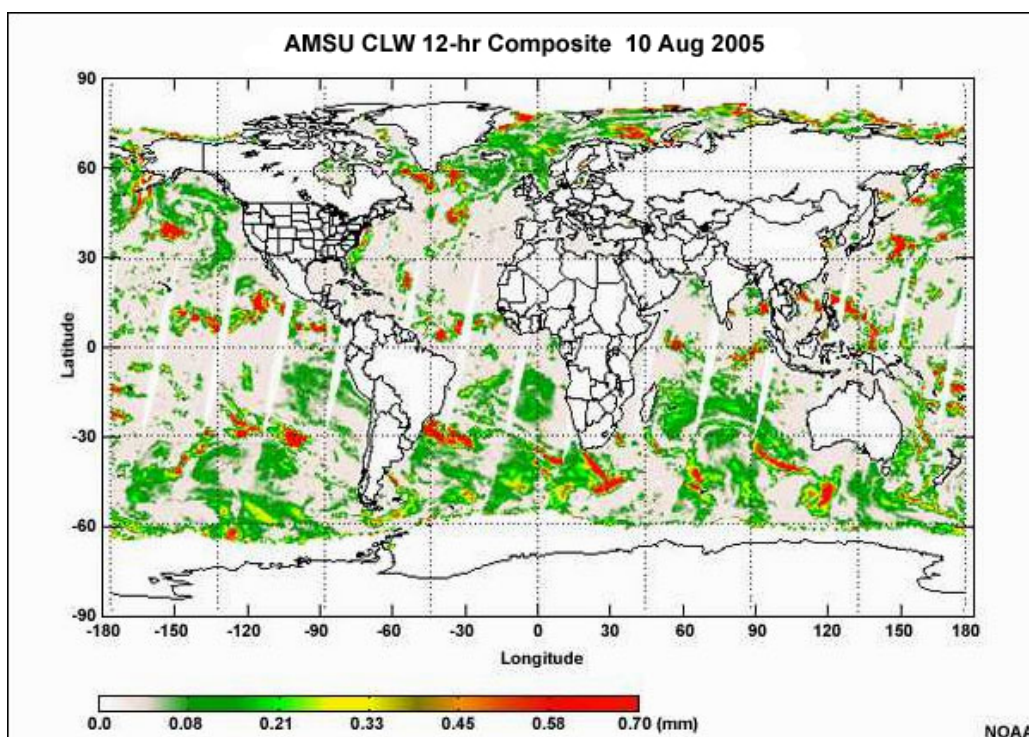 AMSU CLW 12-hr Composite 10 Aug 2005
90
60
30
0
-30
-60
-90
Latitude
-180 -150 -120 -90 -60 -30 0 30 60 90 120 150 180
Longitude
0.0 0.08 0.21 0.33 0.45 0.58 0.70 (mm)
NOAA